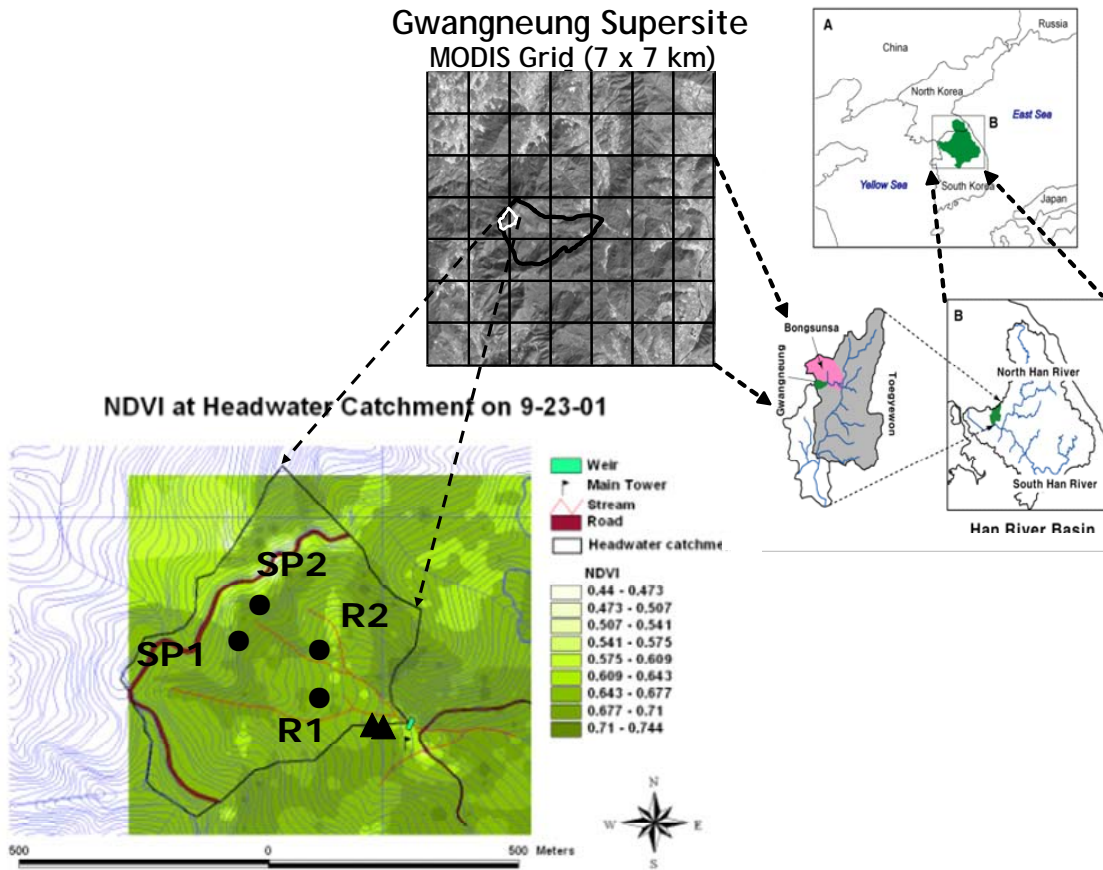 Gwangneung Supersite
MODIS Grid (7 x 7 km)
A
Russia
China
North Korea
B
East Sea
Yellow Sea
South Korea
Japan
Bongsunsa
Gwangneung
Toegyewon
B
North Han River
South Han River
Han River Basin
NDVI at Headwater Catchment on 9-23-01
SP2
R2
SP1
R1
Weir
Main Tower
Stream
Road
Headwater catchme
NDVI
0.44 - 0.473
0.473 - 0.507
0.507 - 0.541
0.541 - 0.575
0.575 - 0.609
0.609 - 0.643
0.643 - 0.677
0.677 - 0.71
0.71 - 0.744
N
W E
S
500 0 500 Meters